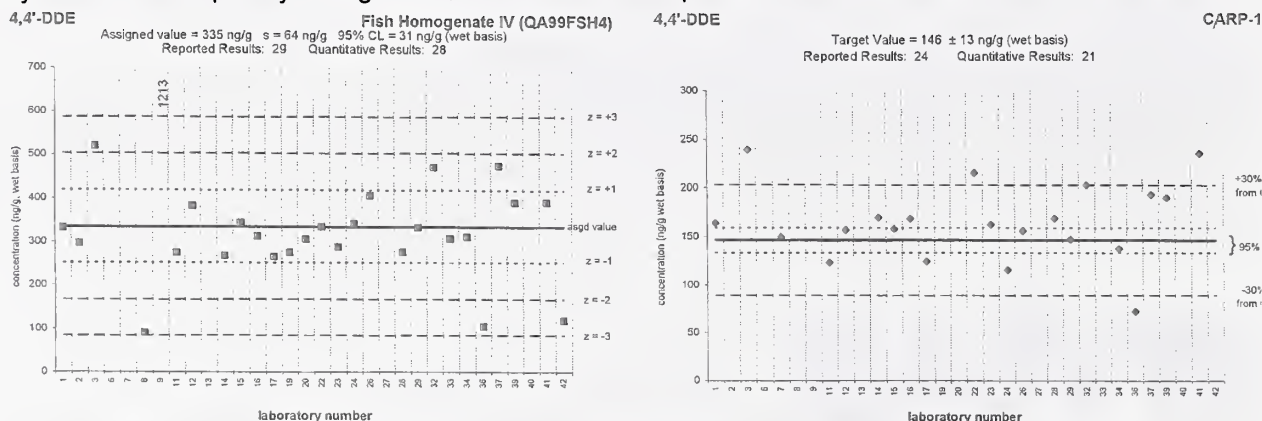 4,4'-DDE
Fish Homogenate IV (QA99FSH4)
Assigned value = 335 ng/g s = 64 ng/g 95% CL = 31 ng/g (wet basis)
Reported Results: 29 Quantitative Results: 28
concentration (ng/g, wet basis)
700
600
500
400
300
200
100
0
1213
z = +3
z = +2
z = +1
asgd value
z = -1
z = -2
z = -3
1 2 3 6 7 8 9 10 11 12 13 14 15 16 17 19 20 22 23 24 26 28 29 32 33 34 36 37 39 40 41 42
laboratory number
4,4'-DDE
CARP-1
Target Value = 146 ± 13 ng/g (wet basis)
Reported Results: 24 Quantitative Results: 21
concentration (ng/g wet basis)
300
250
200
150
100
50
0
+30%
from
} 95%
-30%
from
1 2 3 6 7 8 9 10 11 12 13 14 15 16 17 19 20 22 23 24 26 28 29 32 33 34 36 37 39 40 41 42
laboratory number